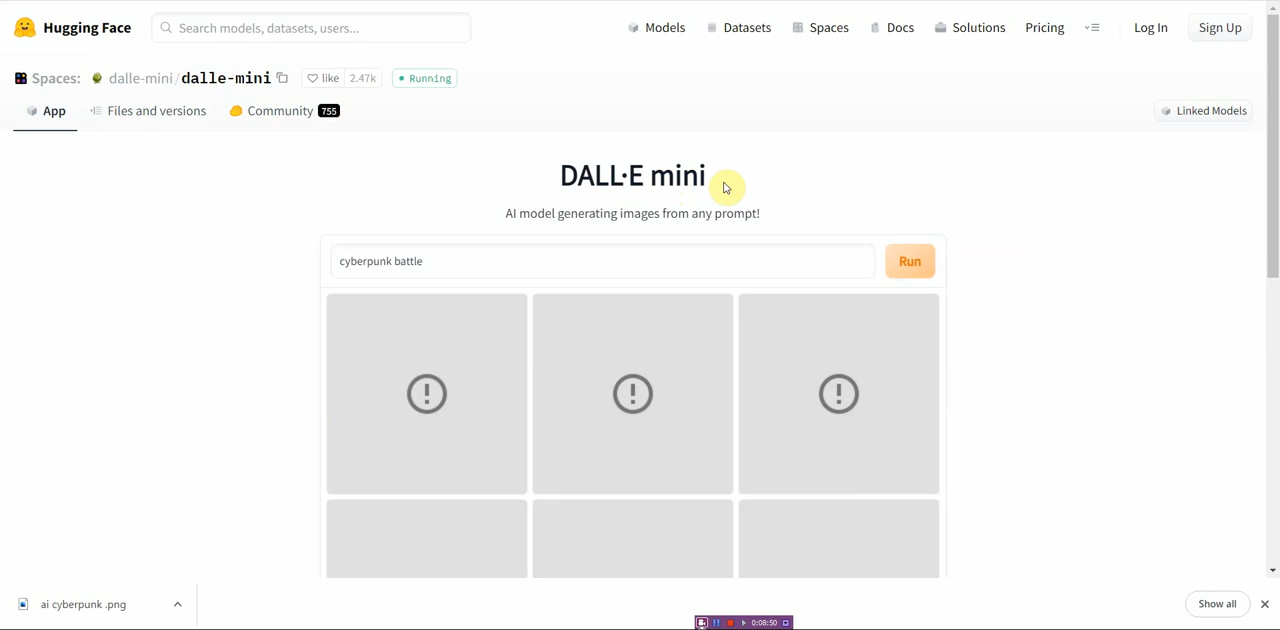 Hugging Face
Search models, datasets, users...
Models
Datasets
Spaces
Docs
Solutions
Pricing
Log In
Sign Up
Spaces:
dalle-mini/dalle-mini
like 2.47k
Running
App
Files and versions
Community 755
Linked Models
DALL·E mini
AI model generating images from any prompt!
cyberpunk battle
Run
ai cyberpunk .png
Show all
0:08:50